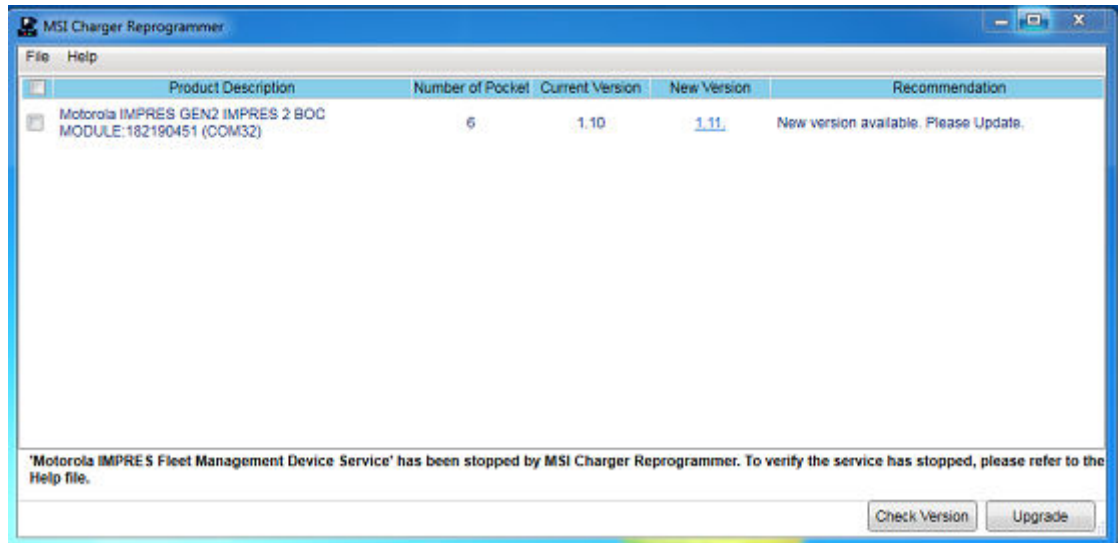 MSI Charger Reprogrammer
File Help
Product Description Number of Pocket Current Version New Version Recommendation
Motorola IMPRES GEN2 IMPRES 2 BOC
MODULE:182190451 (COM32) 6 1.10 1.11. New version available. Please Update.
'Motorola IMPRES Fleet Management Device Service' has been stopped by MSI Charger Reprogrammer. To verify the service has stopped, please refer to the
Help file.
Check Version Upgrade